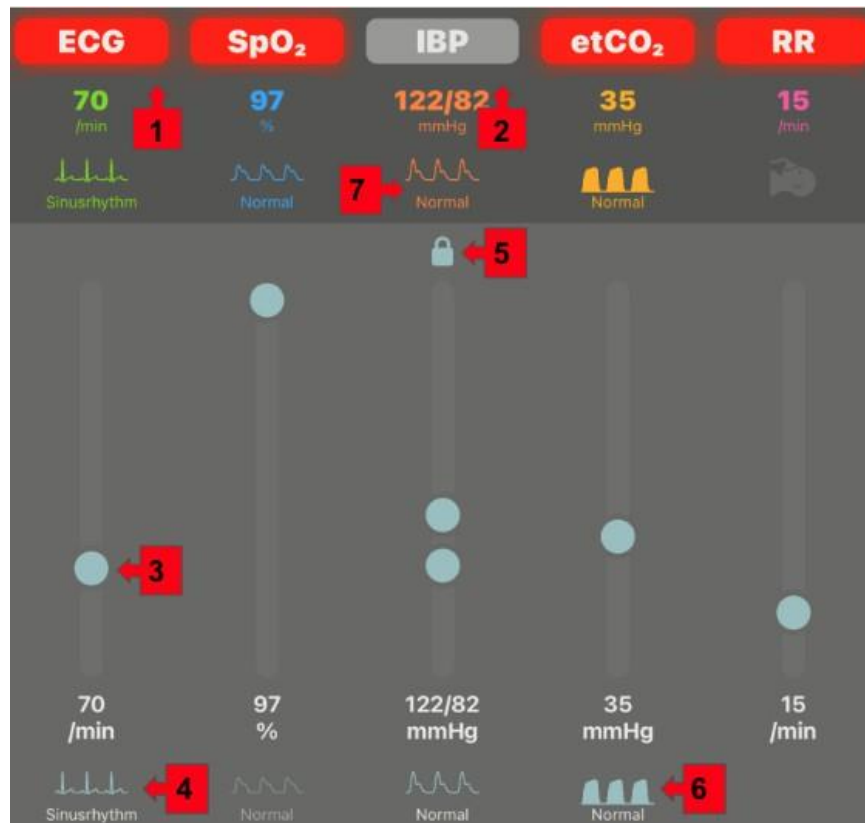 ECG SpO₂ IBP etCO₂ RR
70 97 122/82 35 15
/min % mmHg mmHg /min
1 2
7
Sinusrhythm Normal Normal Normal
5
3
70 97 122/82 35 15
/min % mmHg mmHg /min
4 6
Sinusrhythm Normal Normal Normal